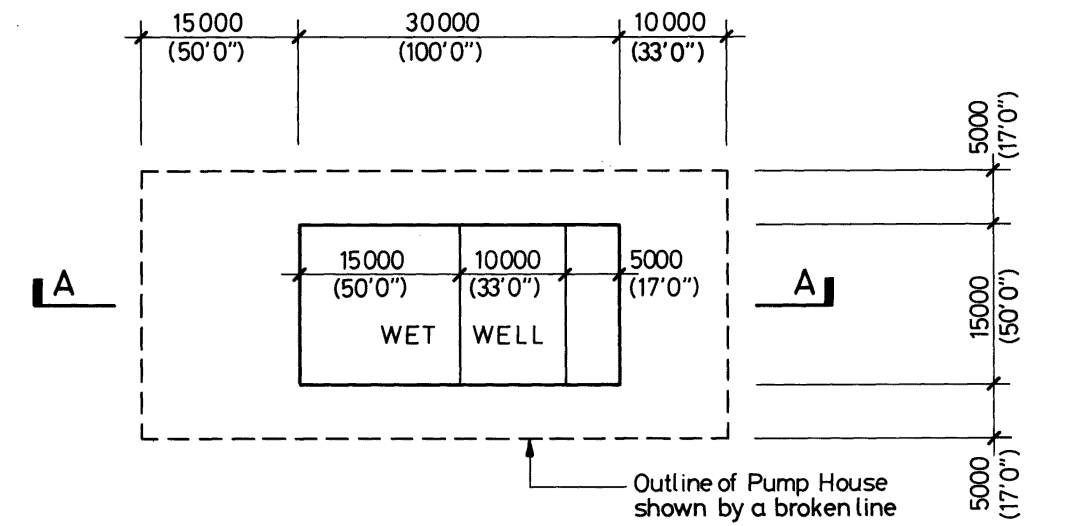 15000 30000 10000
(50'0") (100'0") (33'0")
5000
(17'0")
15000 10000 5000
(50'0") (33'0") (17'0")
A A
15000
(50'0")
WET WELL
Outline of Pump House
shown by a broken line
5000
(17'0")